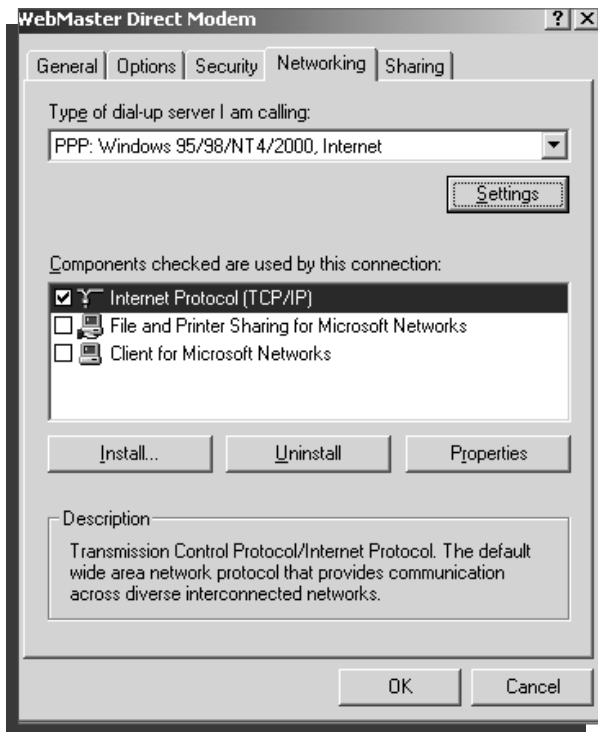 WebMaster Direct Modem
General Options Security Networking Sharing
Type of dial-up server I am calling:
PPP: Windows 95/98/NT4/2000, Internet
Settings
Components checked are used by this connection:
Internet Protocol (TCP/IP)
File and Printer Sharing for Microsoft Networks
Client for Microsoft Networks
Install... Uninstall Properties
Description
Transmission Control Protocol/Internet Protocol. The default
wide area network protocol that provides communication
across diverse interconnected networks.
OK Cancel